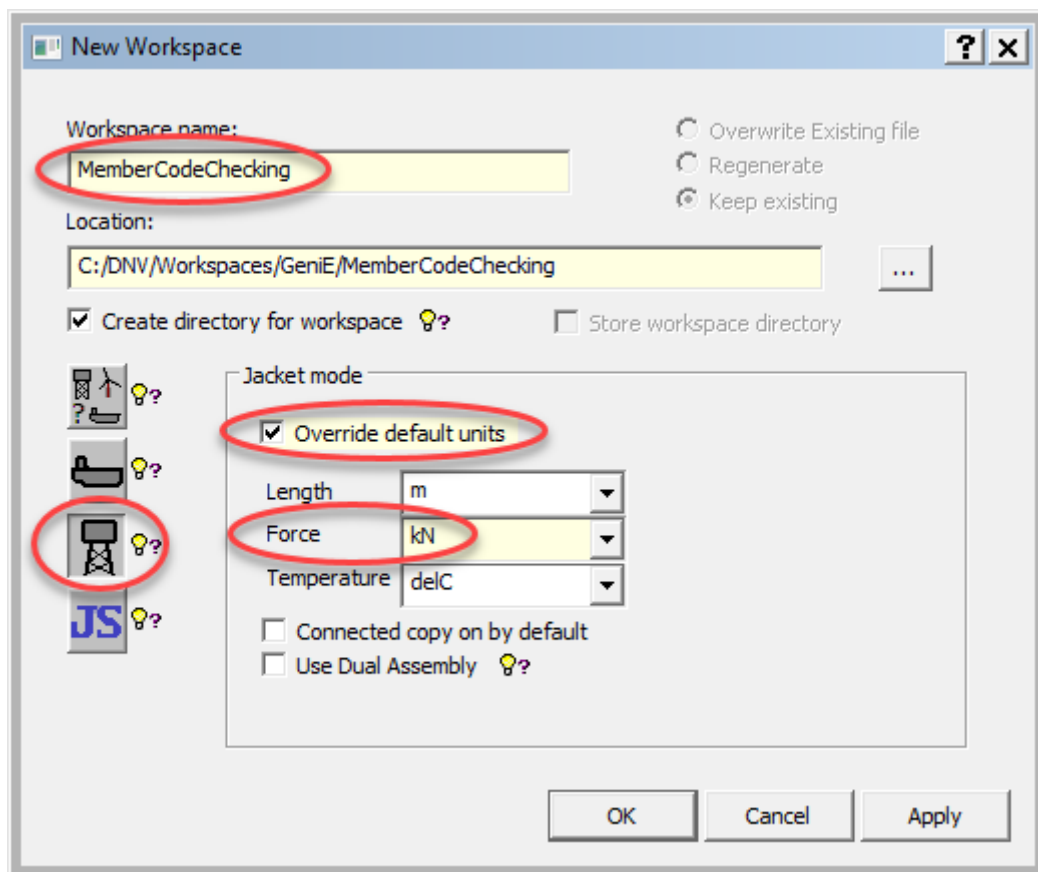 New Workspace
Workspace name:
Overwrite Existing file
MemberCodeChecking
Regenerate
Keep existing
Location:
C:/DNV/Workspaces/GeniE/MemberCodeChecking
...
Create directory for workspace ?
Store workspace directory
Jacket mode
?
?
Override default units
?
Length m
Force kN
?
Temperature delC
JS ?
Connected copy on by default
Use Dual Assembly ?
OK Cancel Apply